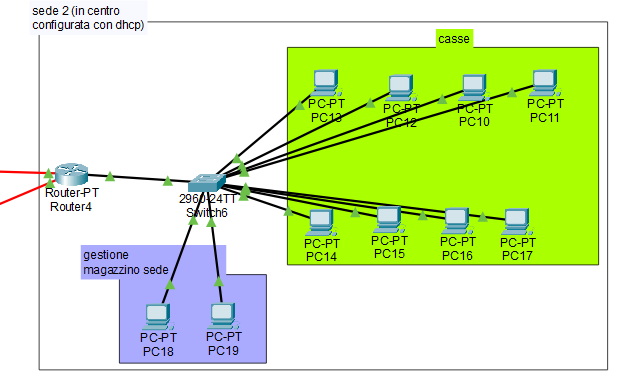 sede 2 (in centro
configurata con dhcp)
casse
PC-PT
PC13
PC-PT
PC12
PC-PT
PC10
PC-PT
PC11
Router-PT
Router4
2960-24TT
Switch6
PC-PT
PC14
PC-PT
PC15
PC-PT
PC16
PC-PT
PC17
gestione
magazzino sede
PC-PT
PC18
PC-PT
PC19